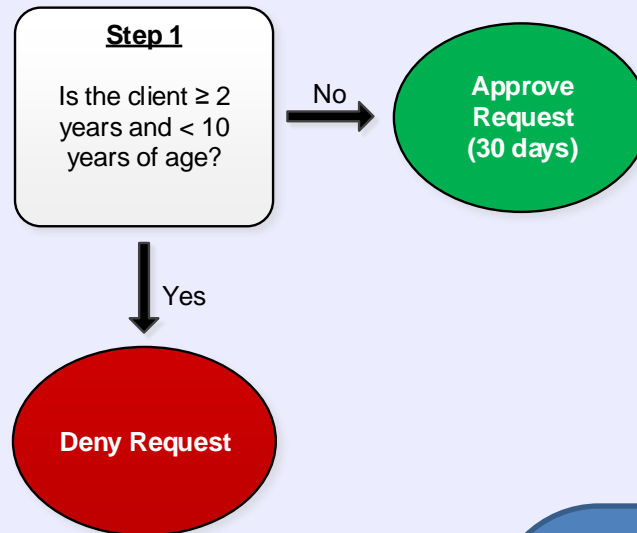 Step 1
Is the client ≥ 2
years and < 10
years of age?
No
Approve
Request
(30 days)
Yes
Deny Request